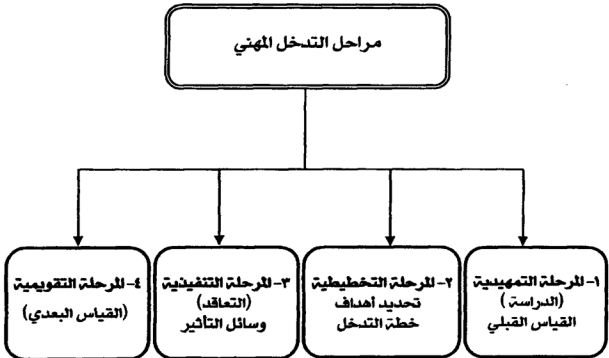 مراحل التدخل المهني
١- المرحلة التمهيدية
(الدراسة)
القياس القبلي
٢- المرحلة التخطيطية
تحديد أهداف
خطة التدخل
٣- المرحلة التنفيذية
(التعاقد)
وسائل التأثير
٤- المرحلة التقويمية
(القياس البعدي)